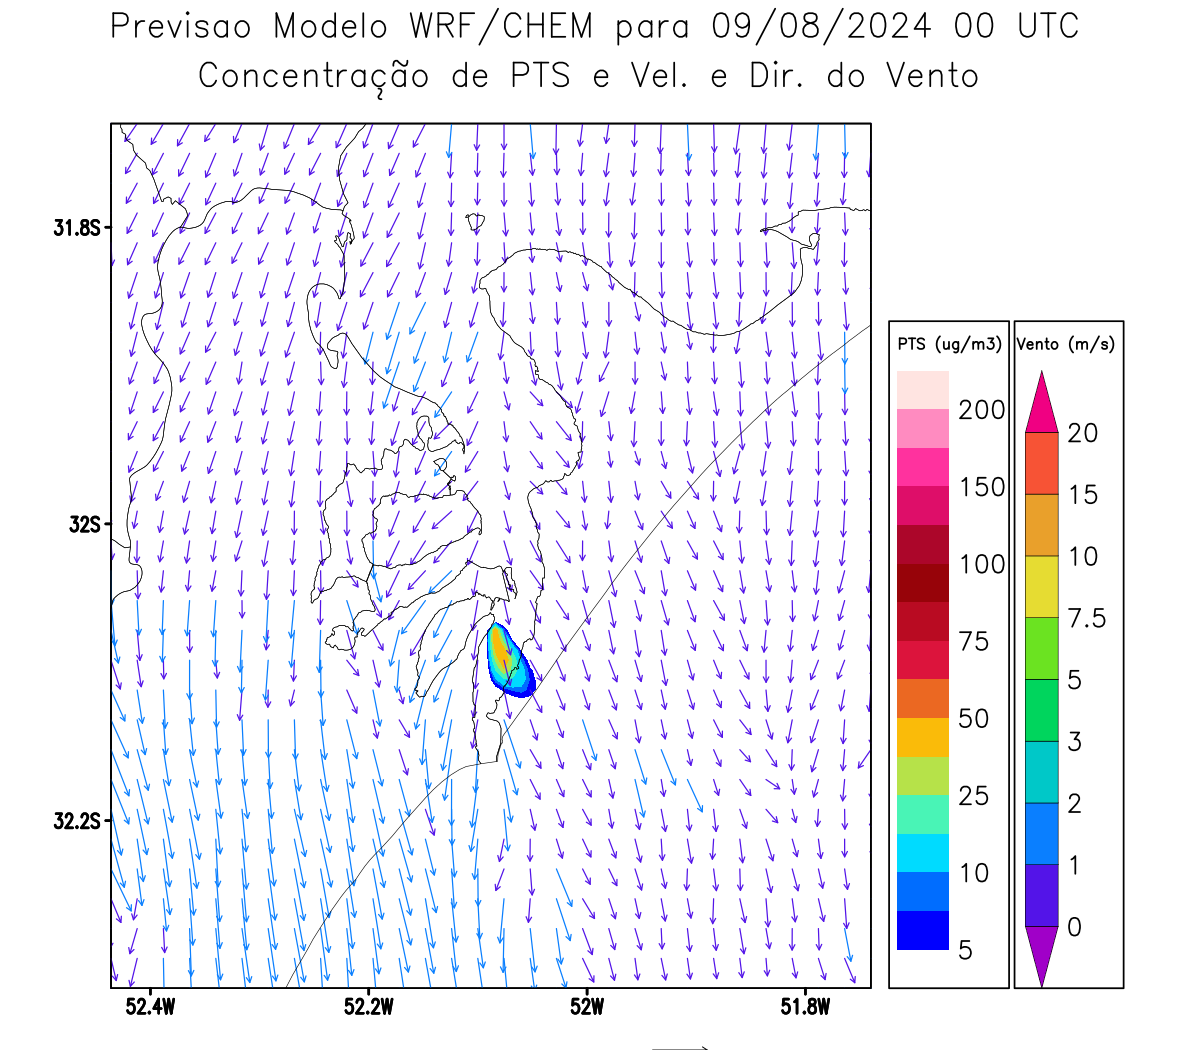 Previsao Modelo WRF/CHEM para 09/08/2024 00 UTC
Concentração de PTS e Vel. e Dir. do Vento
31.8S
32S
32.2S
52.4W 52.2W 52W 51.8W
PTS (ug/m3)
200
150
100
75
50
25
10
5
Vento (m/s)
20
15
10
7.5
5
3
2
1
0